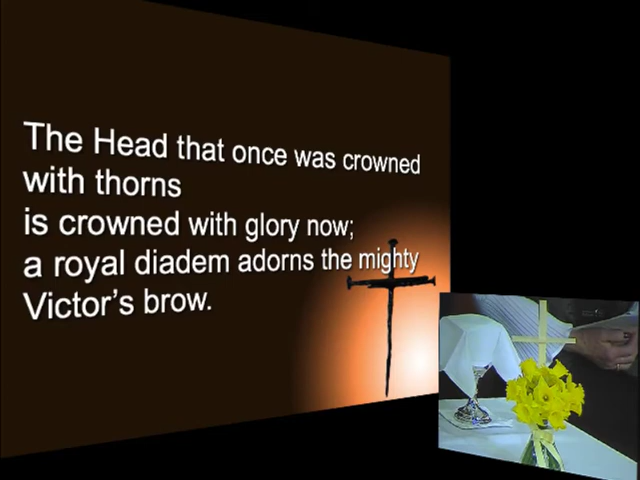 The Head that once was crowned
with thorns
is crowned with glory now;
a royal diadem adorns the mighty
Victor's brow.